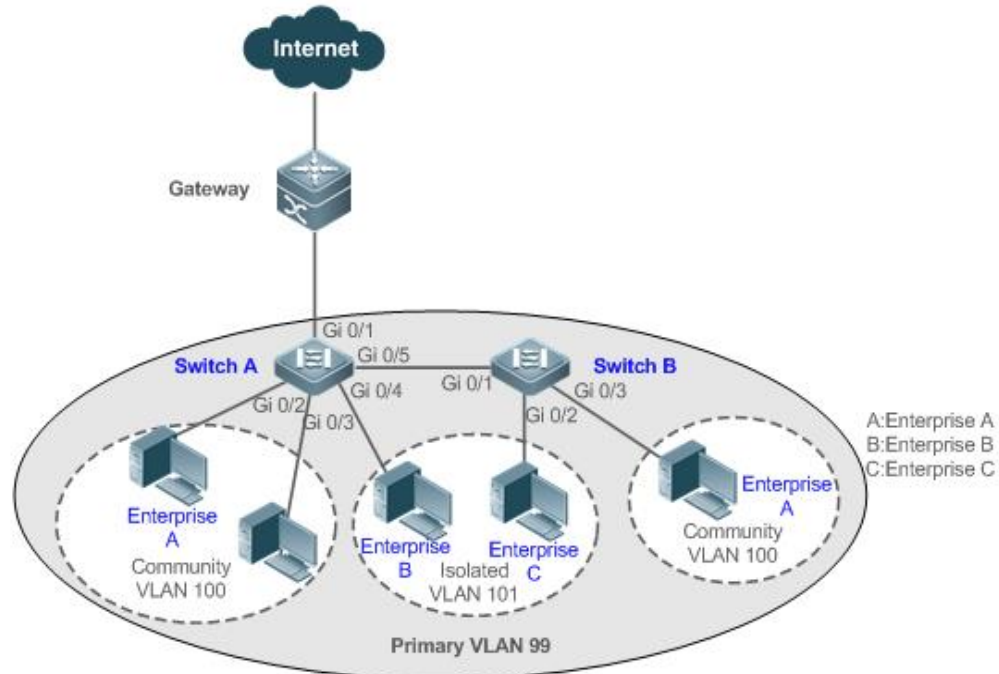 Internet
Gateway
Gi 0/1
Switch A
Gi 0/5
Switch B
Gi 0/4
Gi 0/1
Gi 0/3
Gi 0/2
Gi 0/3
Gi 0/2
A:Enterprise A
B:Enterprise B
C:Enterprise C
Enterprise
A
Community
VLAN 100
Enterprise
B
Enterprise
C
Isolated
VLAN 101
Enterprise
A
Community
VLAN 100
Primary VLAN 99